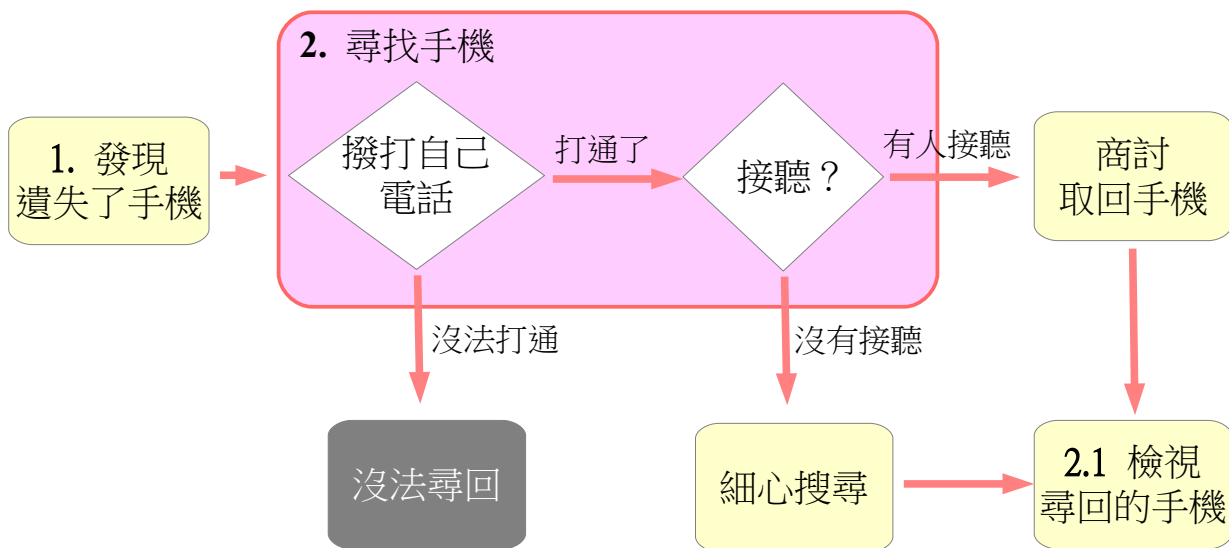 2. 尋找手機
1. 發現
遺失了手機
撥打自己
電話
打通了
接聽？
有人接聽
商討
取回手機
沒法打通
沒有接聽
沒法尋回
細心搜尋
2.1 檢視
尋回的手機